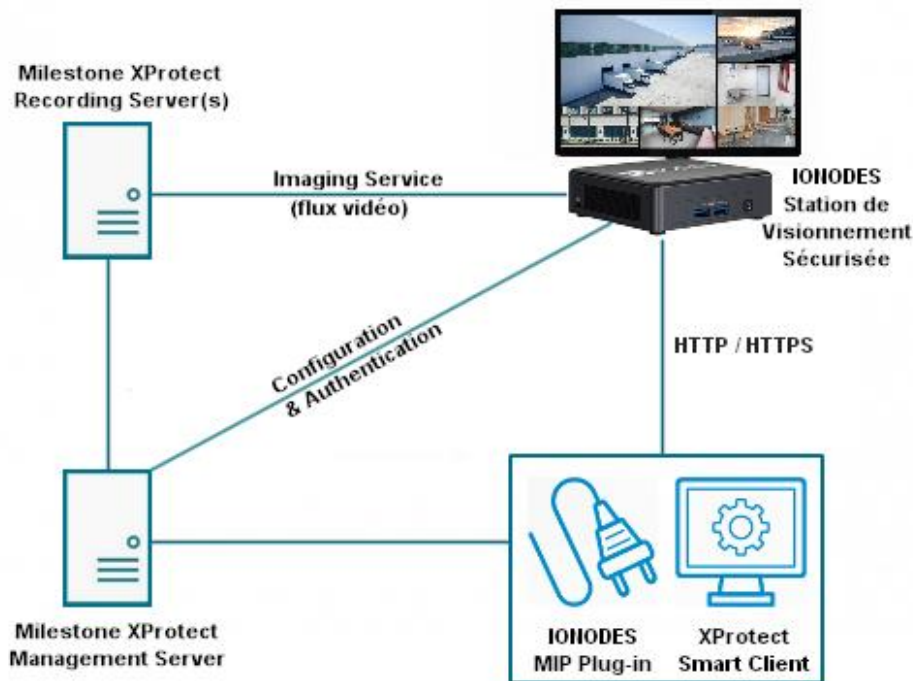 Milestone XProtect
Recording Server(s)
Imaging Service
(flux vidéo)
IONODES
Station de
Visionnement
Sécurisée
Configuration
& Authentication
HTTP / HTTPS
Milestone XProtect
Management Server
IONODES
MIP Plug-in
XProtect
Smart Client